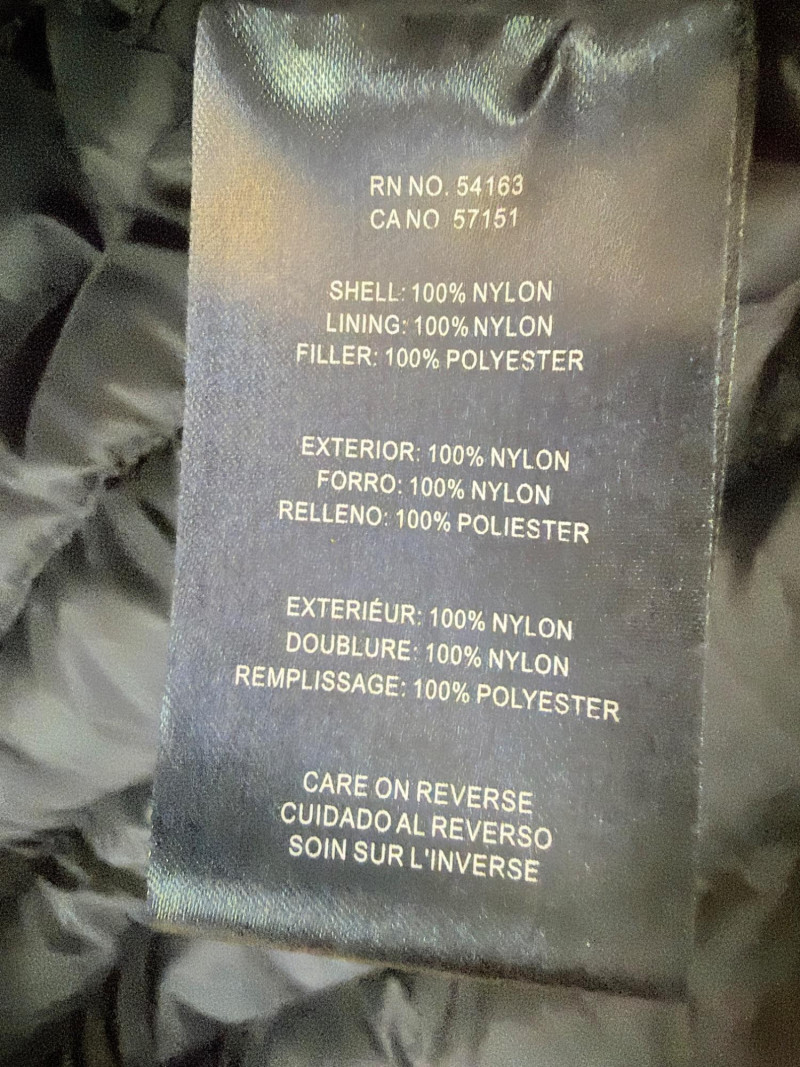 RN NO. 54163
CA NO 57151
SHELL: 100% NYLON
LINING: 100% NYLON
FILLER: 100% POLYESTER
EXTERIOR: 100% NYLON
FORRO: 100% NYLON
RELLENO: 100% POLIESTER
EXTERIÉUR: 100% NYLON
DOUBLURE: 100% NYLON
REMPLISSAGE: 100% POLYESTER
CARE ON REVERSE
CUIDADO AL REVERSO
SOIN SUR L'INVERSE